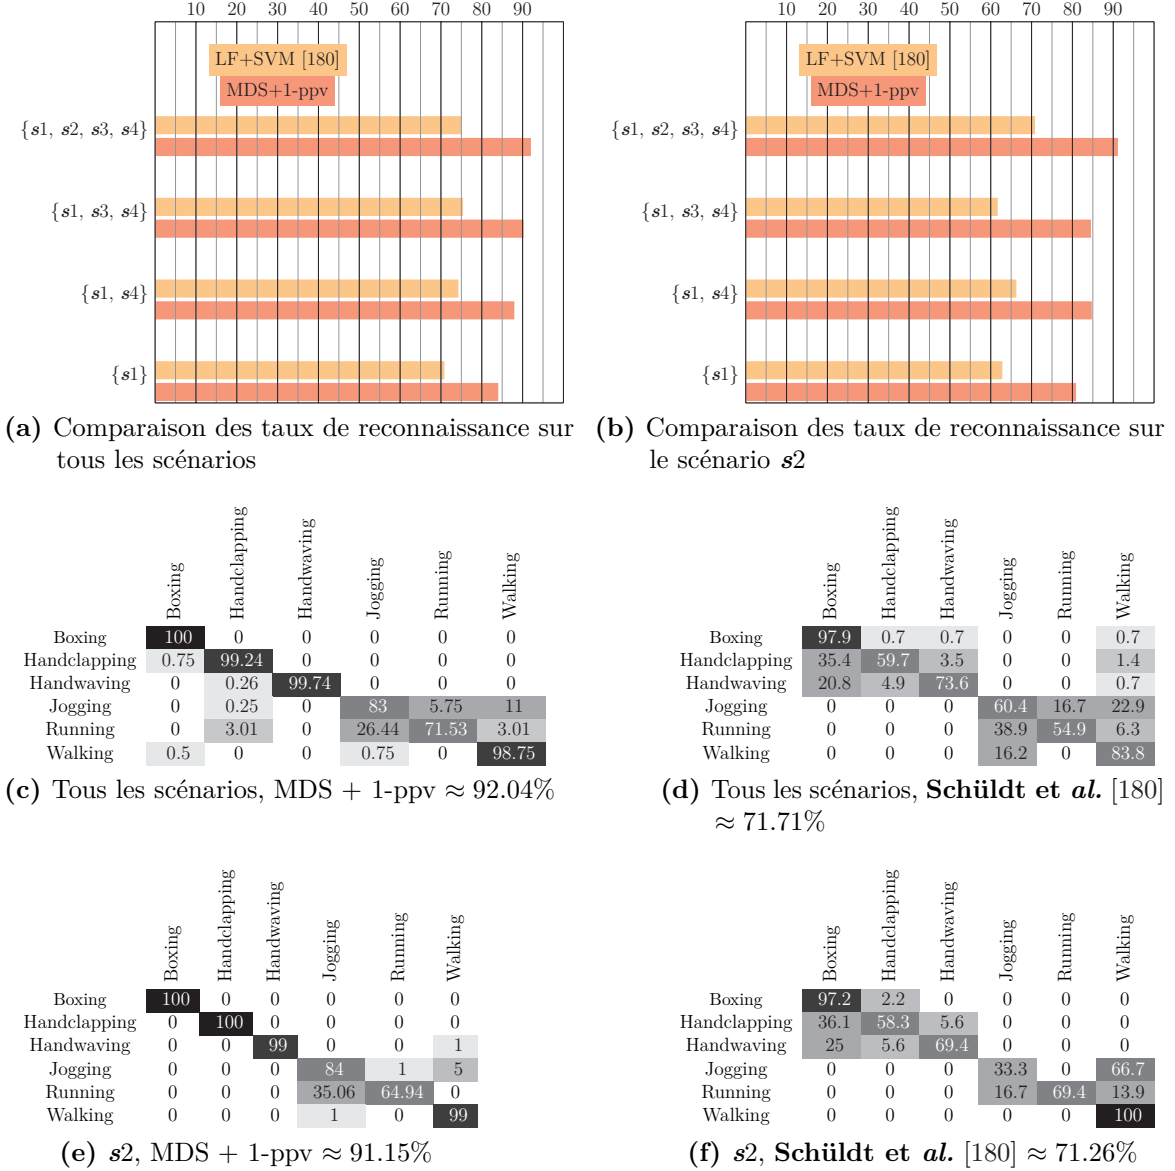 10 20 30 40 50 60 70 80 90
LF+SVM [180]
MDS+1-ppv
{s1, s2, s3, s4}
{s1, s3, s4}
{s1, s4}
{s1}
(a) Comparaison des taux de reconnaissance sur
tous les scénarios
10 20 30 40 50 60 70 80 90
LF+SVM [180]
MDS+1-ppv
{s1, s2, s3, s4}
{s1, s3, s4}
{s1, s4}
{s1}
(b) Comparaison des taux de reconnaissance sur
le scénario s2
Boxing Handclapping Handwaving Jogging Running Walking
Boxing 100 0 0 0 0 0
Handclapping 0.75 99.24 0 0 0 0
Handwaving 0 0.26 99.74 0 0 0
Jogging 0 0.25 0 83 5.75 11
Running 0 3.01 0 26.44 71.53 3.01
Walking 0.5 0 0 0.75 0 98.75
(c) Tous les scénarios, MDS + 1-ppv ≈ 92.04%
Boxing Handclapping Handwaving Jogging Running Walking
Boxing 97.9 0.7 0.7 0 0 0.7
Handclapping 35.4 59.7 3.5 0 0 1.4
Handwaving 20.8 4.9 73.6 0 0 0.7
Jogging 0 0 0 60.4 16.7 22.9
Running 0 0 0 38.9 54.9 6.3
Walking 0 0 0 16.2 0 83.8
(d) Tous les scénarios, Schüldt et al. [180]
≈ 71.71%
Boxing Handclapping Handwaving Jogging Running Walking
Boxing 100 0 0 0 0 0
Handclapping 0 100 0 0 0 0
Handwaving 0 0 99 0 0 1
Jogging 0 0 0 84 1 5
Running 0 0 0 35.06 64.94 0
Walking 0 0 0 1 0 99
(e) s2, MDS + 1-ppv ≈ 91.15%
Boxing Handclapping Handwaving Jogging Running Walking
Boxing 97.2 2.2 0 0 0 0
Handclapping 36.1 58.3 5.6 0 0 0
Handwaving 25 5.6 69.4 0 0 0
Jogging 0 0 0 33.3 0 66.7
Running 0 0 0 16.7 69.4 13.9
Walking 0 0 0 0 0 100
(f) s2, Schüldt et al. [180] ≈ 71.26%